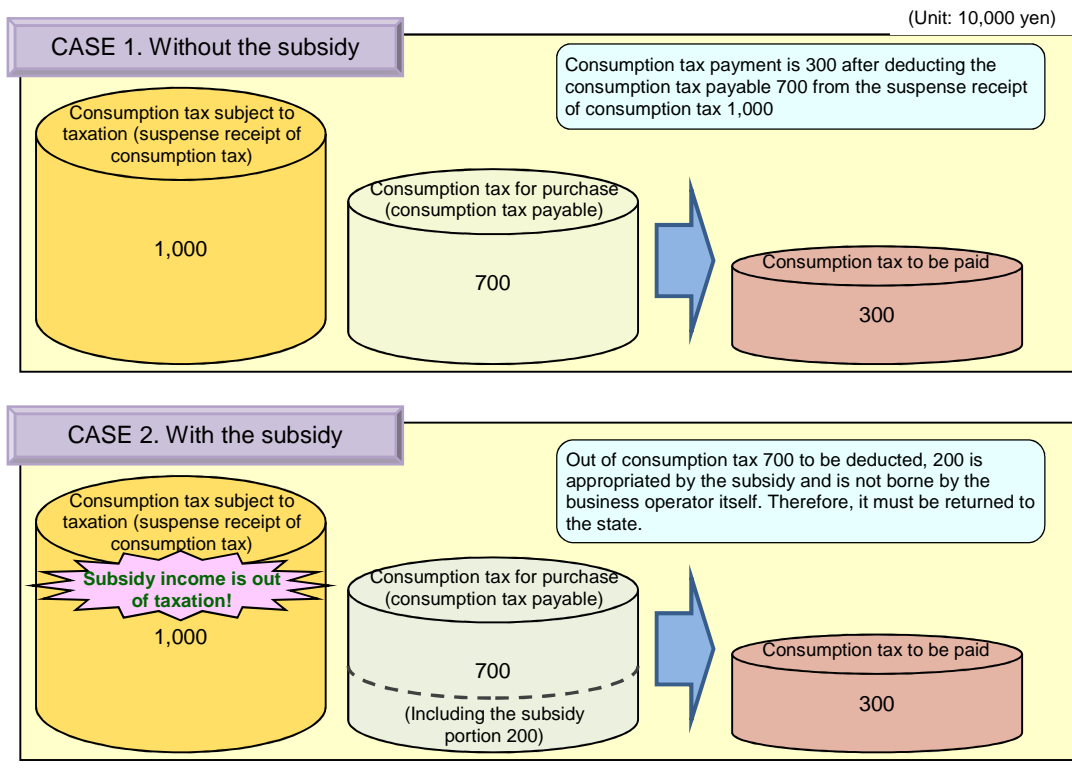 (Unit: 10,000 yen)
CASE 1. Without the subsidy
Consumption tax payment is 300 after deducting the
consumption tax payable 700 from the suspense receipt
of consumption tax 1,000
Consumption tax subject to
taxation (suspense receipt of
consumption tax)
1,000
Consumption tax for purchase
(consumption tax payable)
700
Consumption tax to be paid
300
CASE 2. With the subsidy
Out of consumption tax 700 to be deducted, 200 is
appropriated by the subsidy and is not borne by the
business operator itself. Therefore, it must be returned to
the state.
Consumption tax subject to
taxation (suspense receipt of
consumption tax)
Subsidy income is out
of taxation!
1,000
Consumption tax for purchase
(consumption tax payable)
700
(Including the subsidy
portion 200)
Consumption tax to be paid
300